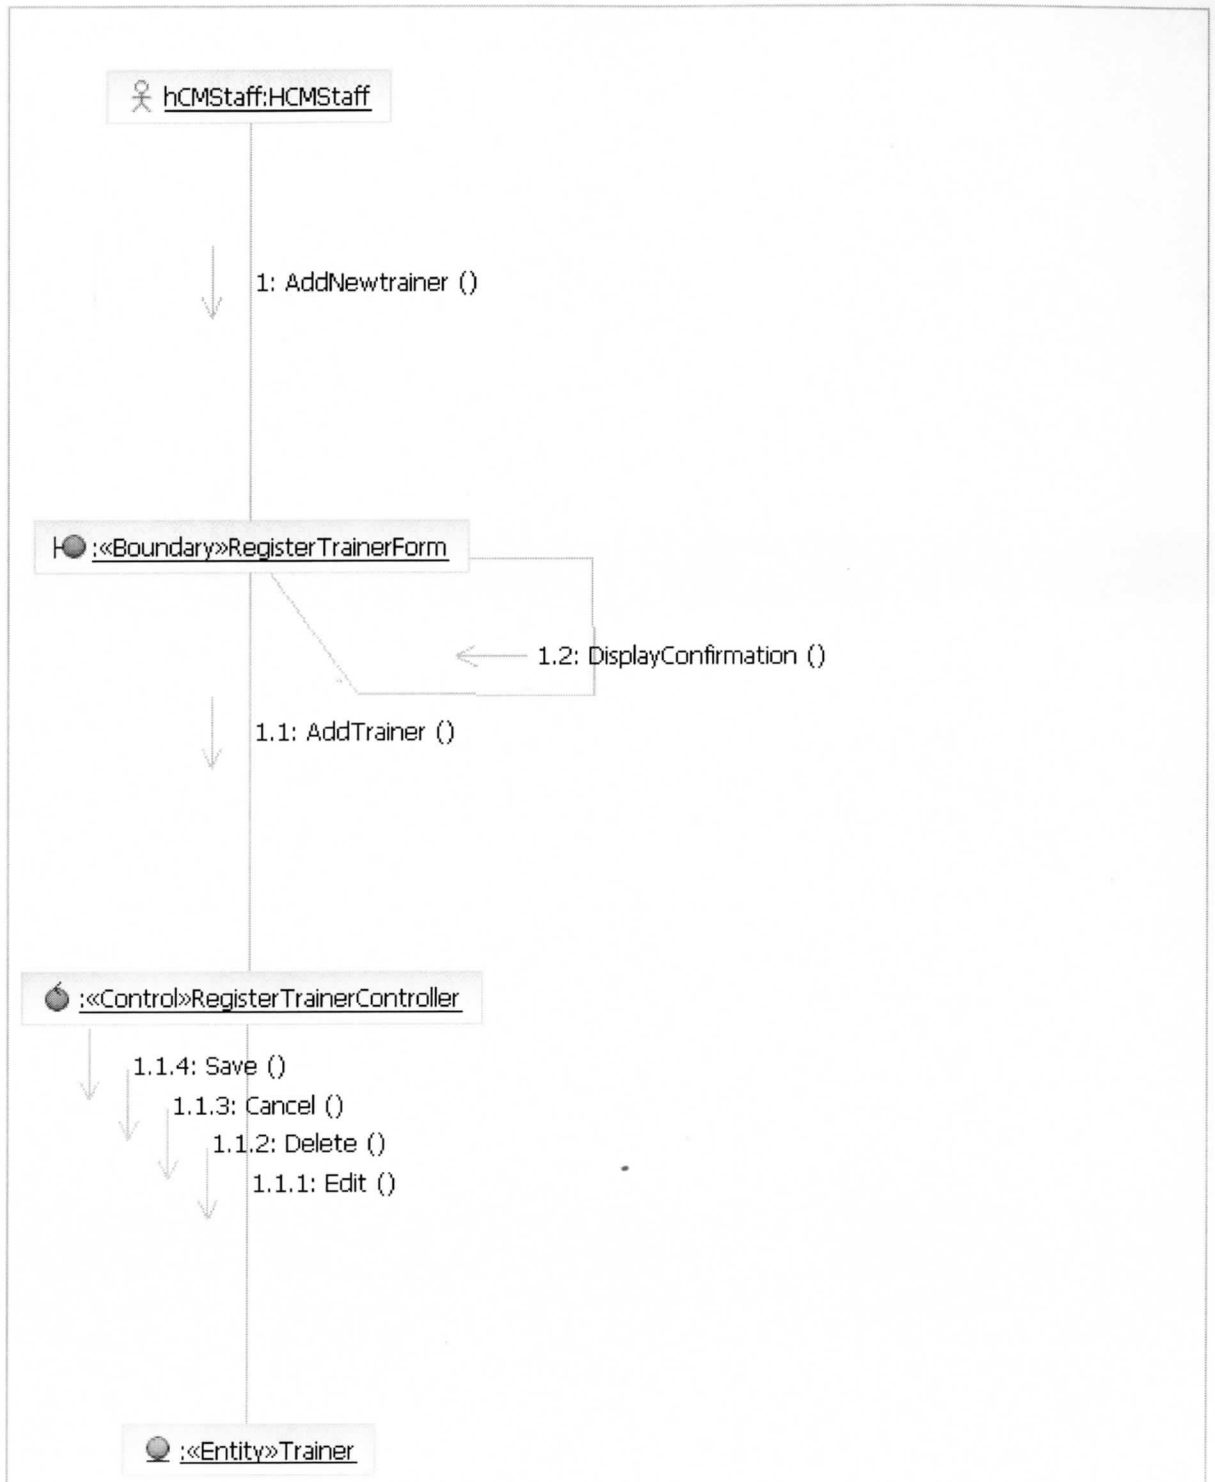 hCMStaff:HCMStaff
1: AddNewtrainer ()
:«Boundary»RegisterTrainerForm
1.2: DisplayConfirmation ()
1.1: AddTrainer ()
:«Control»RegisterTrainerController
1.1.4: Save ()
1.1.3: Cancel ()
1.1.2: Delete ()
1.1.1: Edit ()
:«Entity»Trainer